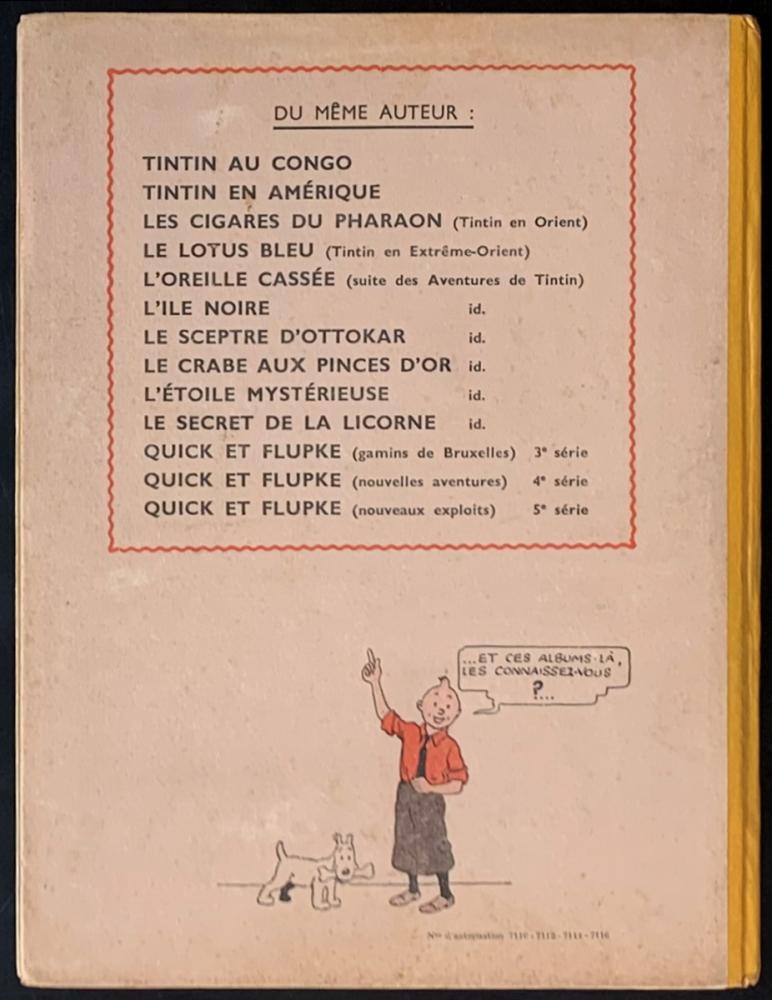 DU MÊME AUTEUR :
TINTIN AU CONGO
TINTIN EN AMÉRIQUE
LES CIGARES DU PHARAON (Tintin en Orient)
LE LOTUS BLEU (Tintin en Extrême-Orient)
L'OREILLE CASSÉE (suite des Aventures de Tintin)
L'ILE NOIRE id.
LE SCEPTRE D'OTTOKAR id.
LE CRABE AUX PINCES D'OR id.
L'ÉTOILE MYSTÉRIEUSE id.
LE SECRET DE LA LICORNE id.
QUICK ET FLUPKE (gamins de Bruxelles) 3e série
QUICK ET FLUPKE (nouvelles aventures) 4e série
QUICK ET FLUPKE (nouveaux exploits) 5e série
...ET CES ALBUMS-LÀ,
LES CONNAISSEZ-VOUS
?...
d'autorisation